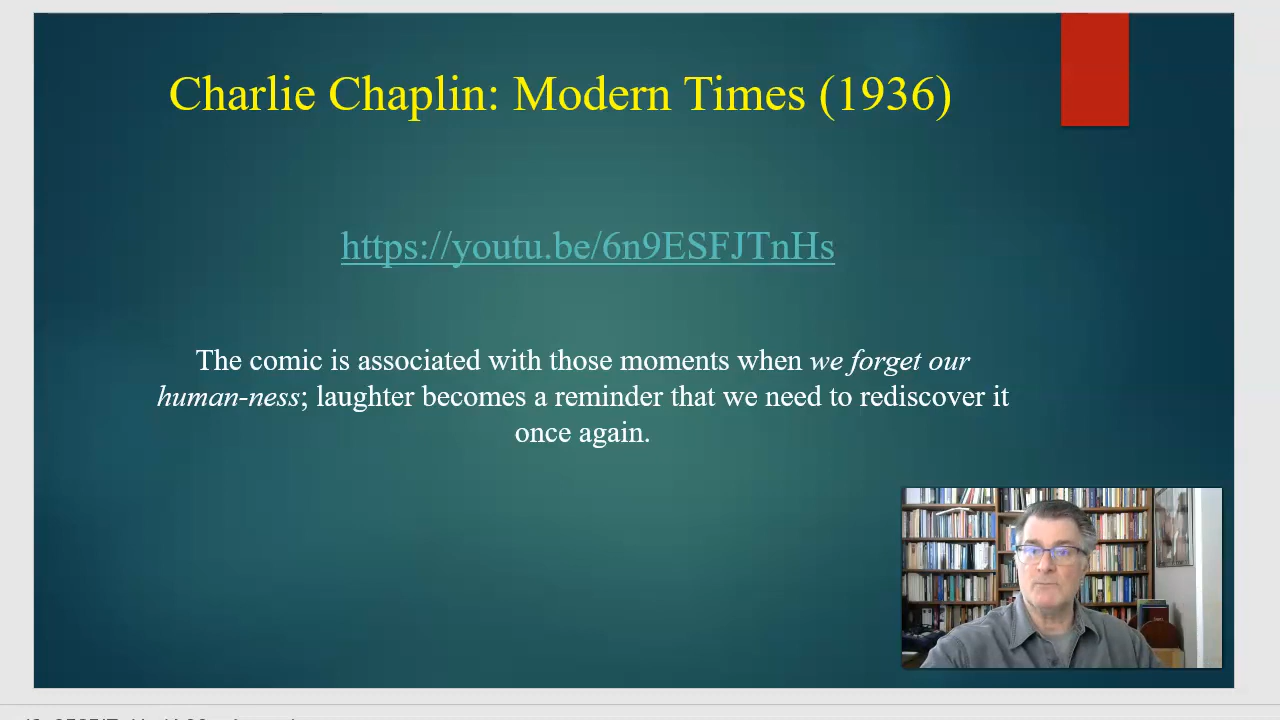 Charlie Chaplin: Modern Times (1936)
https://youtu.be/6n9ESFJTnHs
The comic is associated with those moments when we forget our
human-ness; laughter becomes a reminder that we need to rediscover it
once again.